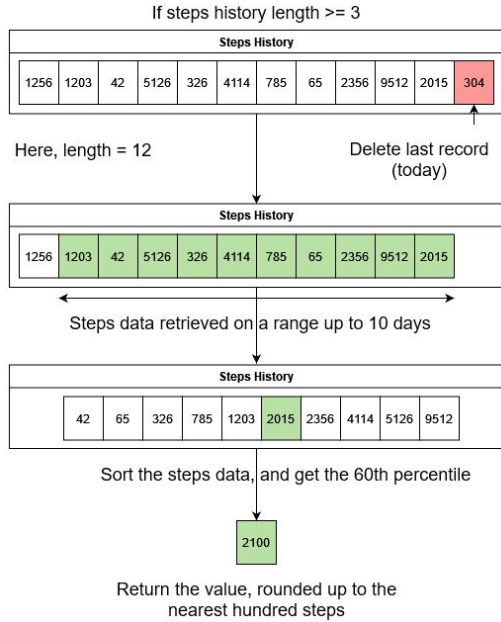 If steps history length >= 3
Steps History
1256 1203 42 5126 326 4114 785 65 2356 9512 2015 304
Here, length = 12
Delete last record
(today)
Steps History
1256 1203 42 5126 326 4114 785 65 2356 9512 2015
Steps data retrieved on a range up to 10 days
Steps History
42 65 326 785 1203 2015 2356 4114 5126 9512
Sort the steps data, and get the 60th percentile
2100
Return the value, rounded up to the
nearest hundred steps